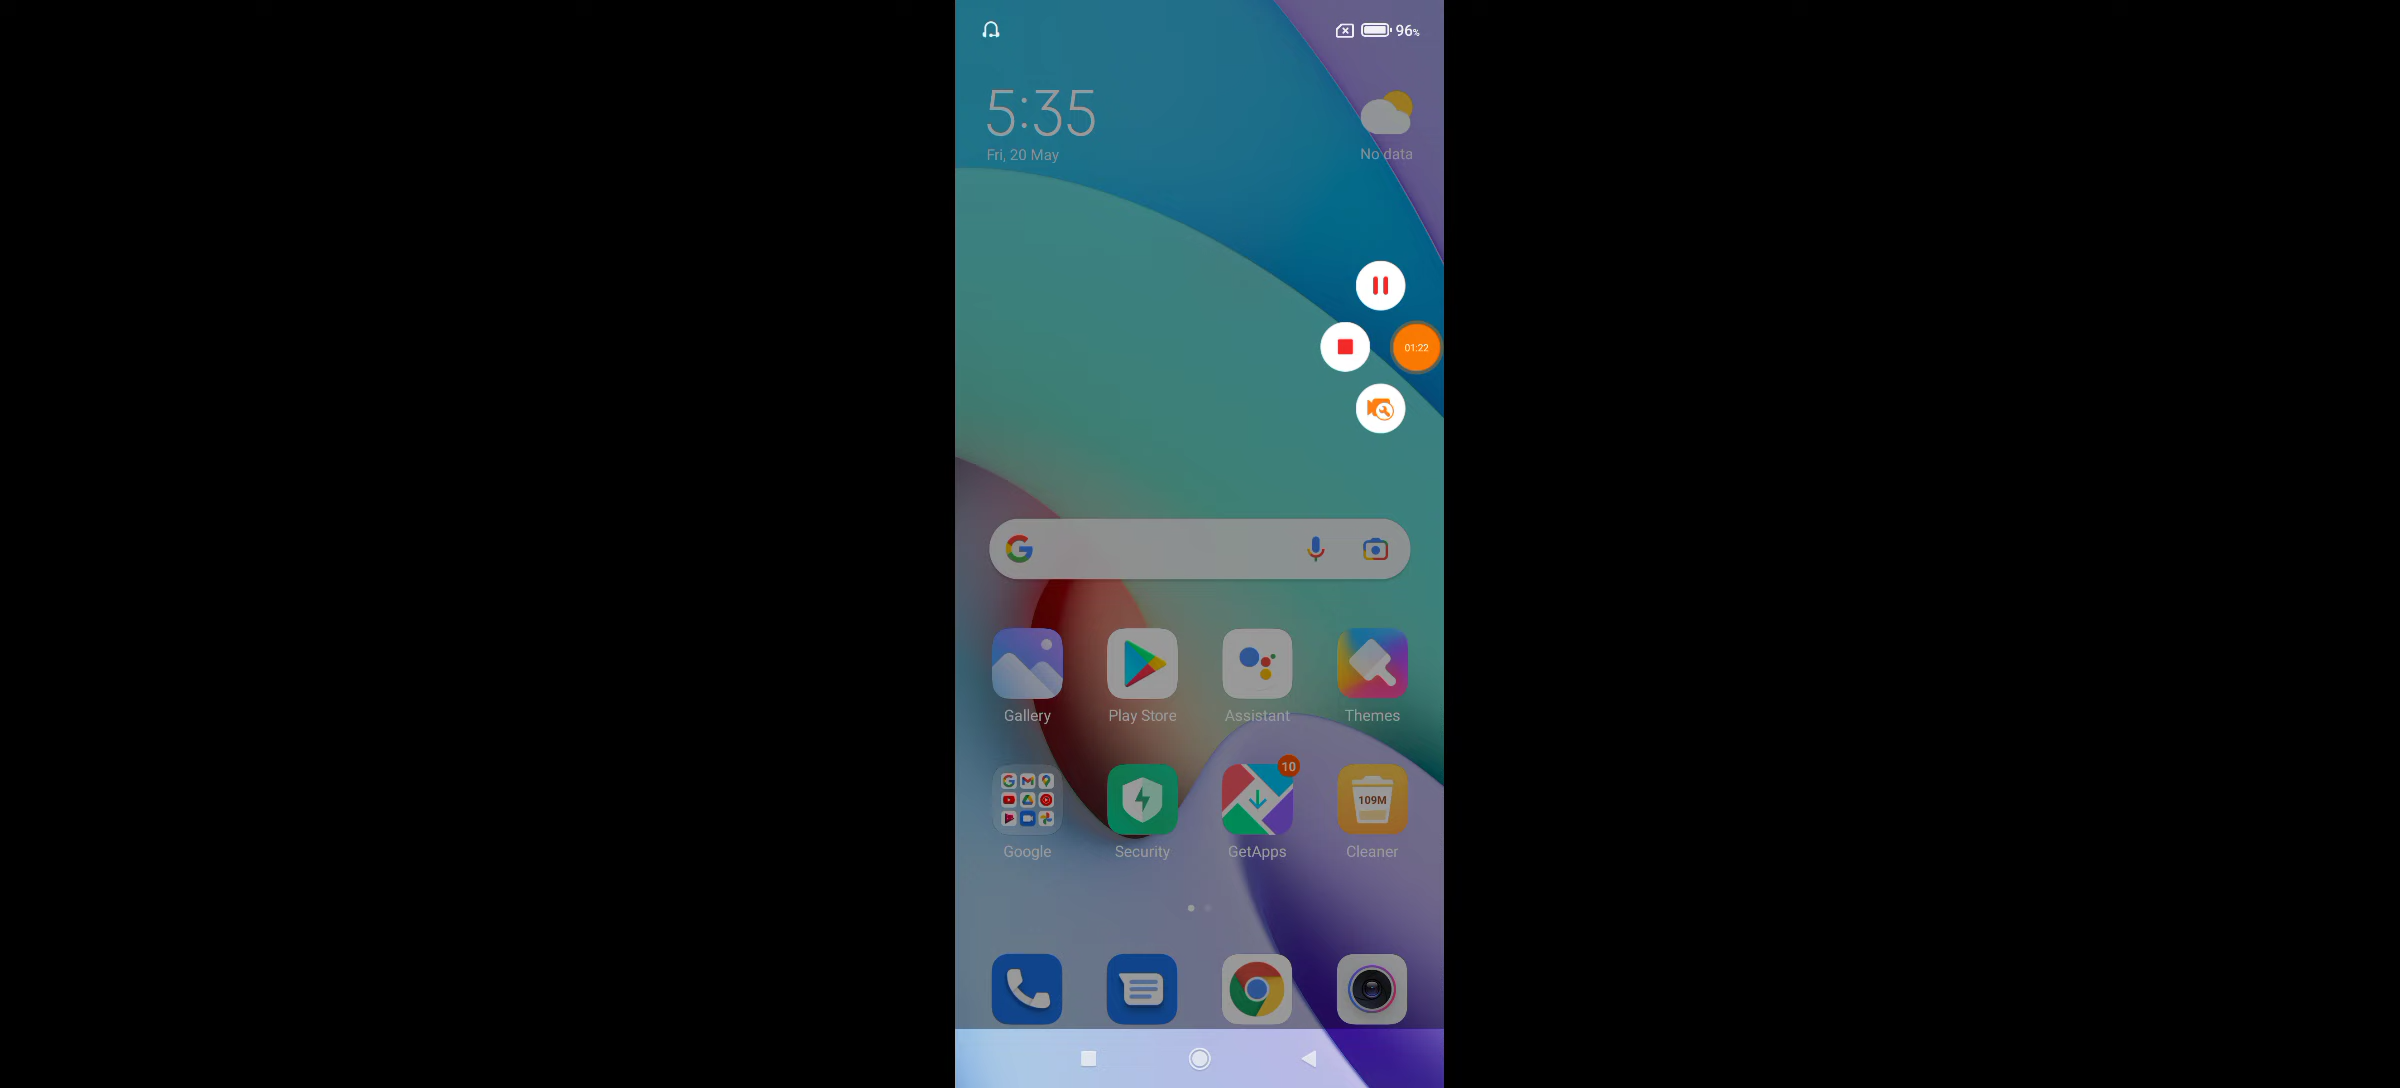 96%
5:35
Fri, 20 May
No data
01:22
Gallery
Play Store
Assistant
Themes
10
109M
Google
Security
GetApps
Cleaner